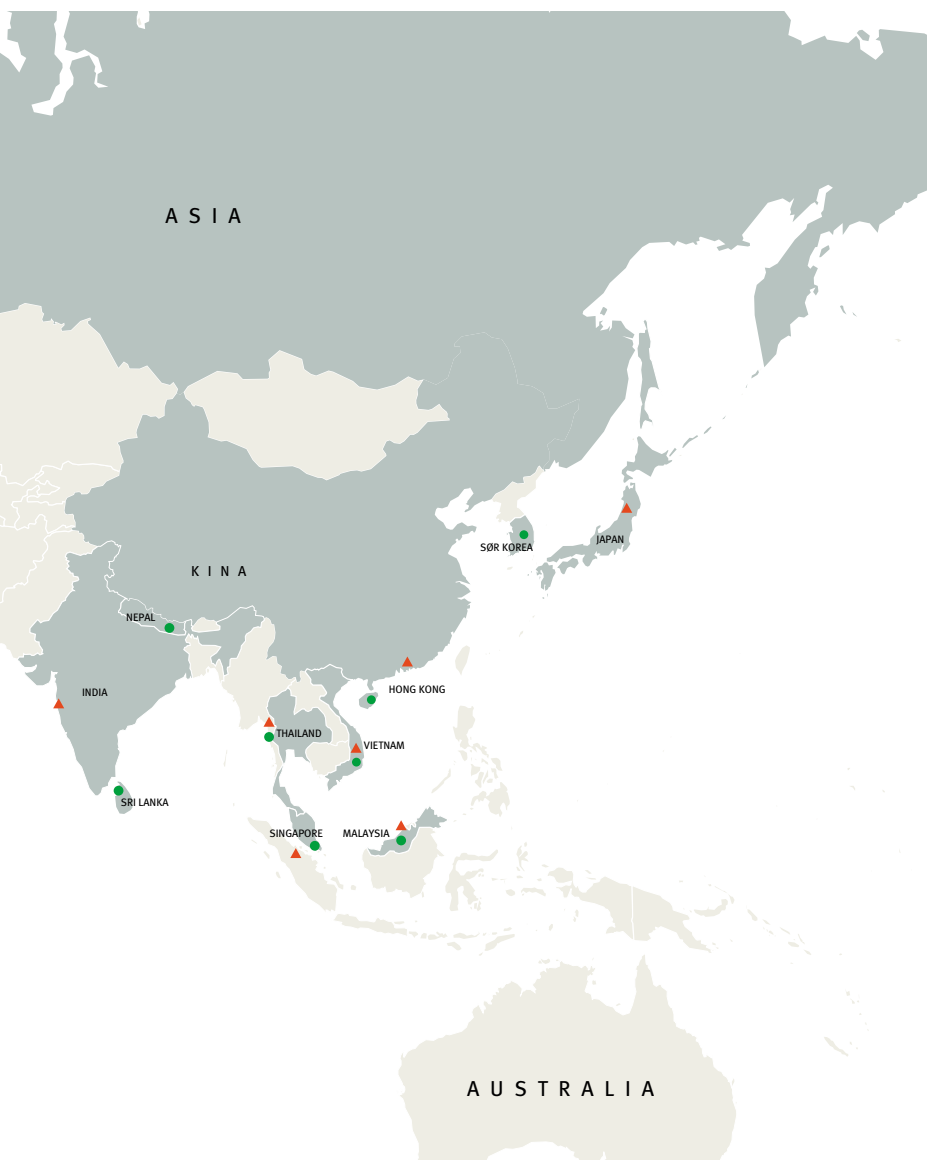 ASIA
SØR KOREA
JAPAN
KINA
NEPAL
INDIA
HONG KONG
THAILAND
VIETNAM
SRI LANKA
SINGAPORE
MALAYSIA
AUSTRALIA